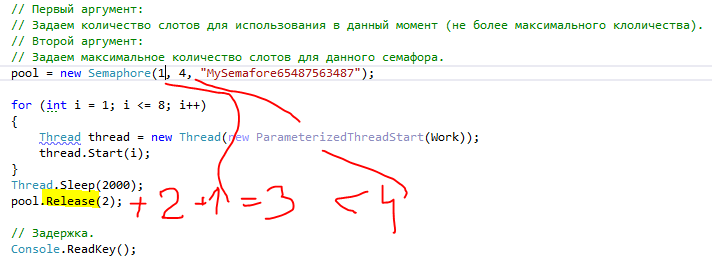 // Первый аргумент:
// Задаем количество слотов для использования в данный момент (не более максимального клоличества).
// Второй аргумент:
// Задаем максимальное количество слотов для данного семафора.
pool = new Semaphore(1, 4, "MySemafore65487563487");
for (int i = 1; i <= 8; i++)
{
Thread thread = new Thread(new ParameterizedThreadStart(Work));
thread.Start(i);
}
Thread.Sleep(2000);
pool.Release(2); +2+1=3 <4
// Задержка.
Console.ReadKey();